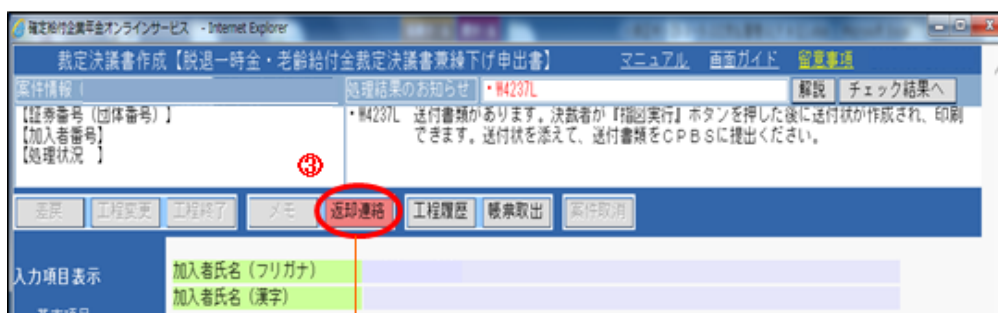 確定給付企業年金オンラインサービス - Internet Explorer
裁定決議書作成【脱退一時金・老齢給付金裁定決議書兼繰下げ申出書】 マニュアル 画面ガイド 留意事項
案件情報( 処理結果のお知らせ ・W4237L 解説 チェック結果へ
【証券番号(団体番号)】
【加入者番号】
【処理状況 】
・W4237L 送付書類があります。決裁者が『指図実行』ボタンを押した後に送付状が作成され、印刷
できます。送付状を添えて、送付書類をCPBSに提出ください。
③
差戻 工程変更 工程終了 メモ 返却連絡 工程履歴 帳票取出 案件取消
入力項目表示
加入者氏名(フリガナ)
加入者氏名(漢字)